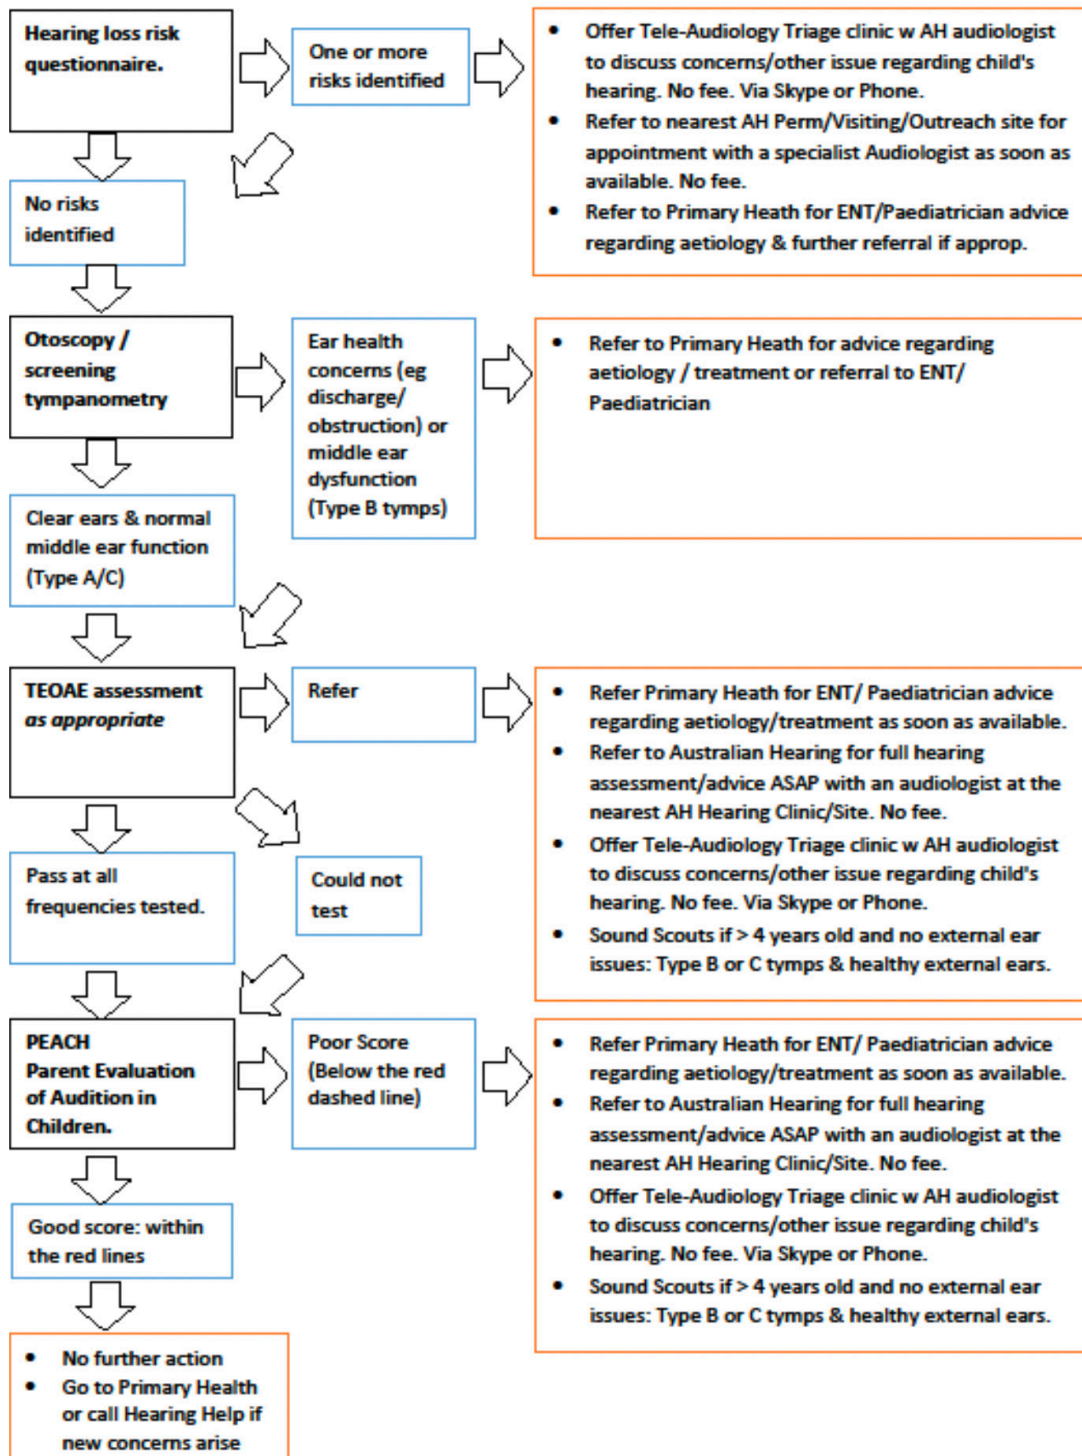 Hearing loss risk
questionnaire.
One or more
risks identified
• Offer Tele-Audiology Triage clinic w AH audiologist
to discuss concerns/other issue regarding child's
hearing. No fee. Via Skype or Phone.
• Refer to nearest AH Perm/Visiting/Outreach site for
appointment with a specialist Audiologist as soon as
available. No fee.
• Refer to Primary Heath for ENT/Paediatrician advice
regarding aetiology & further referral if approp.
No risks
identified
Otoscopy /
screening
tympanometry
Ear health
concerns (eg
discharge/
obstruction) or
middle ear
dysfunction
(Type B tymps)
• Refer to Primary Heath for advice regarding
aetiology / treatment or referral to ENT/
Paediatrician
Clear ears & normal
middle ear function
(Type A/C)
TEOAE assessment
as appropriate
Refer
• Refer Primary Heath for ENT/ Paediatrician advice
regarding aetiology/treatment as soon as available.
• Refer to Australian Hearing for full hearing
assessment/advice ASAP with an audiologist at the
nearest AH Hearing Clinic/Site. No fee.
• Offer Tele-Audiology Triage clinic w AH audiologist
to discuss concerns/other issue regarding child's
hearing. No fee. Via Skype or Phone.
• Sound Scouts if > 4 years old and no external ear
issues: Type B or C tymps & healthy external ears.
Pass at all
frequencies tested.
Could not
test
PEACH
Parent Evaluation
of Audition in
Children.
Poor Score
(Below the red
dashed line)
• Refer Primary Heath for ENT/ Paediatrician advice
regarding aetiology/treatment as soon as available.
• Refer to Australian Hearing for full hearing
assessment/advice ASAP with an audiologist at the
nearest AH Hearing Clinic/Site. No fee.
• Offer Tele-Audiology Triage clinic w AH audiologist
to discuss concerns/other issue regarding child's
hearing. No fee. Via Skype or Phone.
• Sound Scouts if > 4 years old and no external ear
issues: Type B or C tymps & healthy external ears.
Good score: within
the red lines
• No further action
• Go to Primary Health
or call Hearing Help if
new concerns arise